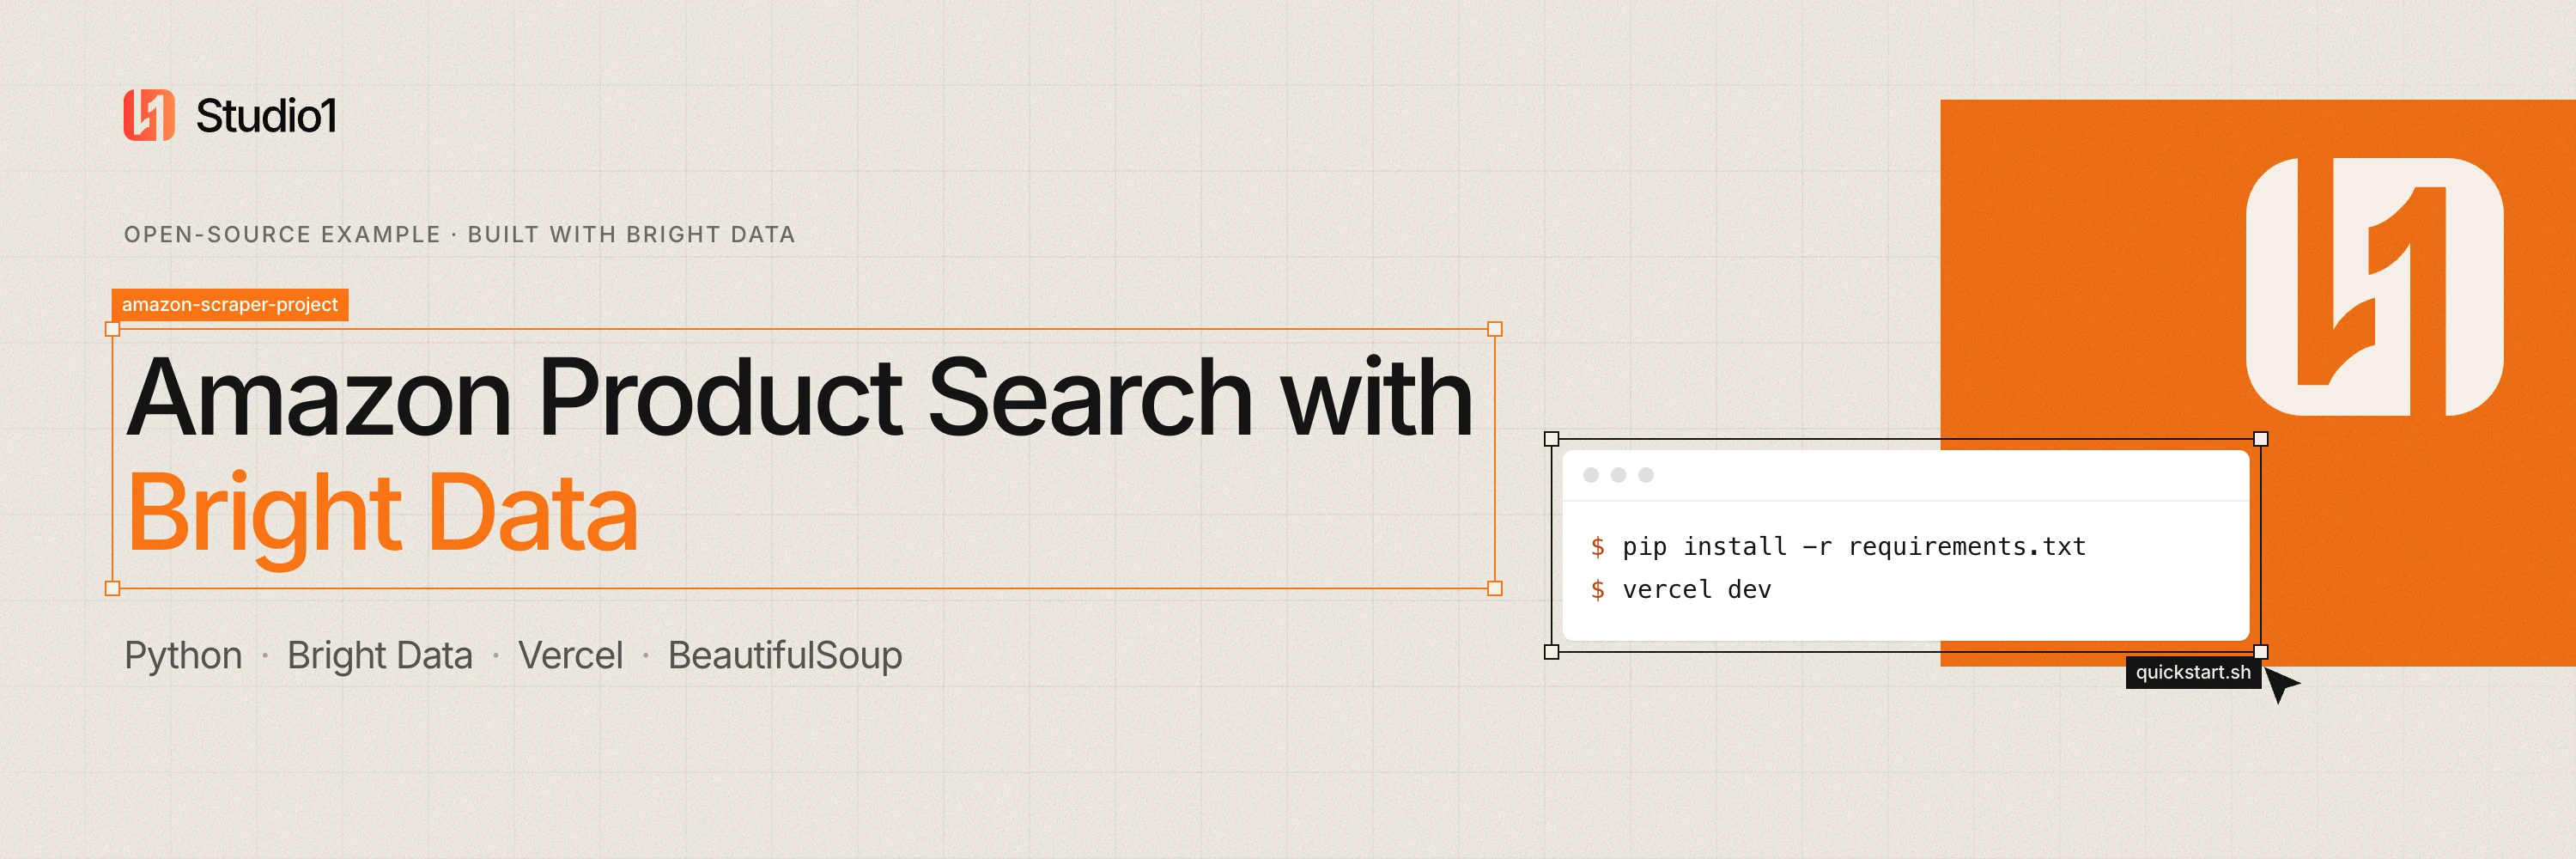 Studio1
OPEN-SOURCE EXAMPLE · BUILT WITH BRIGHT DATA
amazon-scraper-project
Amazon Product Search with
Bright Data
Python · Bright Data · Vercel · BeautifulSoup
$ pip install -r requirements.txt
$ vercel dev
quickstart.sh